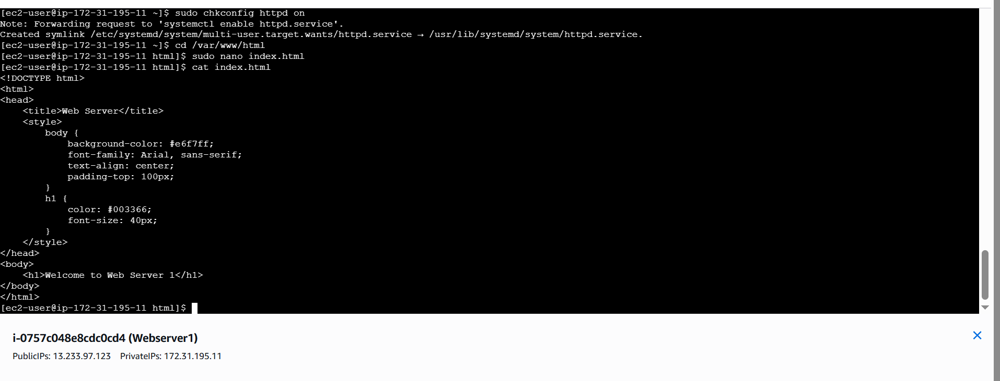 [ec2-user@ip-172-31-195-11 ~]$ sudo chkconfig httpd on
Note: Forwarding request to 'systemctl enable httpd.service'.
Created symlink /etc/systemd/system/multi-user.target.wants/httpd.service → /usr/lib/systemd/system/httpd.service.
[ec2-user@ip-172-31-195-11 ~]$ cd /var/www/html
[ec2-user@ip-172-31-195-11 html]$ sudo nano index.html
[ec2-user@ip-172-31-195-11 html]$ cat index.html
<!DOCTYPE html>
<html>
<head>
    <title>Web Server</title>
    <style>
        body {
            background-color: #e6f7ff;
            font-family: Arial, sans-serif;
            text-align: center;
            padding-top: 100px;
        }
        h1 {
            color: #003366;
            font-size: 40px;
        }
    </style>
</head>
<body>
    <h1>Welcome to Web Server 1</h1>
</body>
</html>
[ec2-user@ip-172-31-195-11 html]$
i-0757c048e8cdc0cd4 (Webserver1)
PublicIPs: 13.233.97.123 PrivateIPs: 172.31.195.11